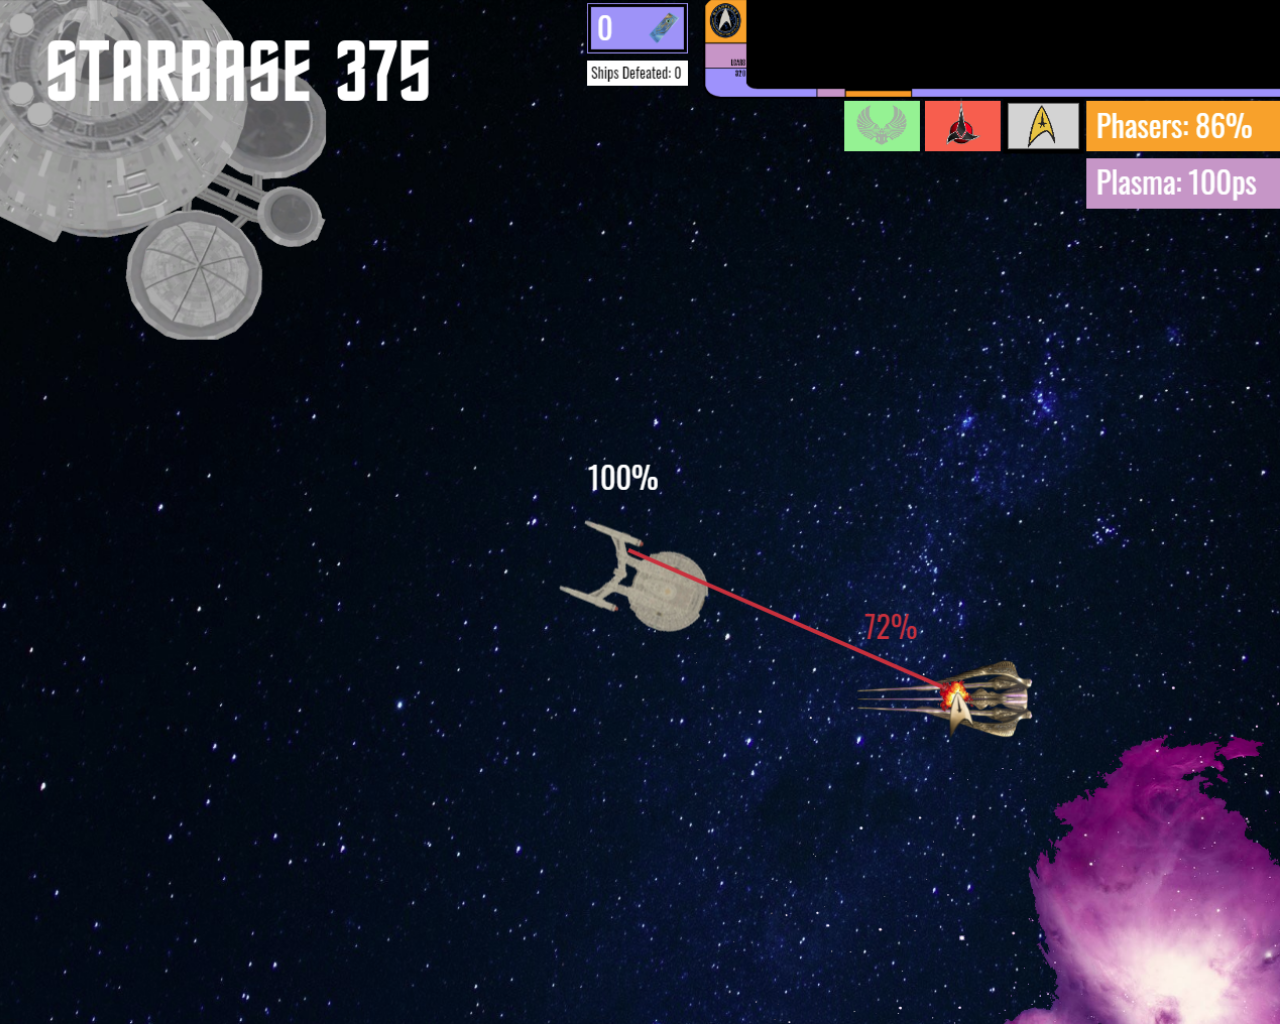 STARBASE 375
0
Ships Defeated: 0
Phasers: 86%
Plasma: 100ps
100%
72%